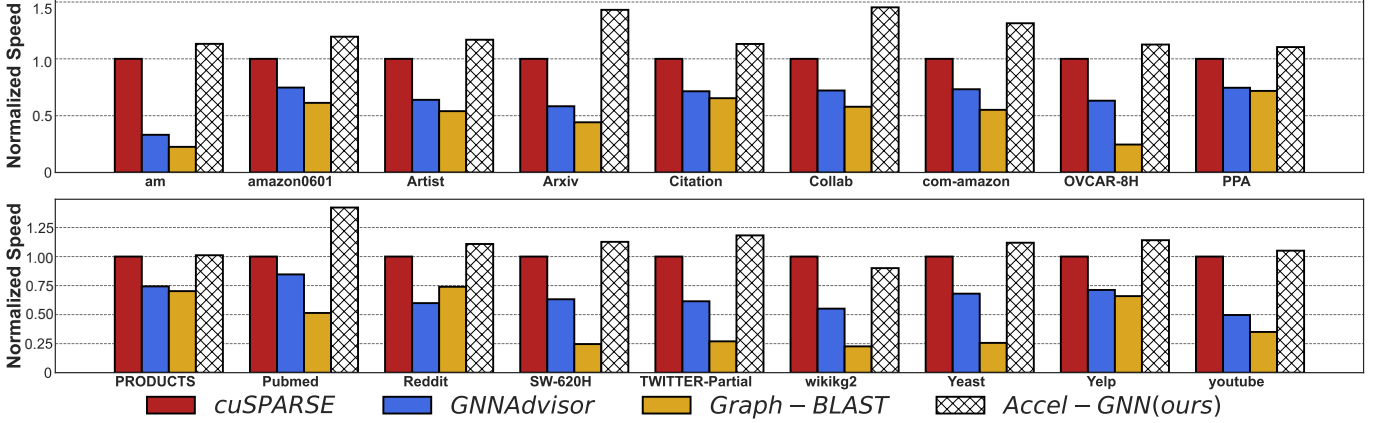 Normalized Speed
1.5
1.0
0.5
0
am amazon0601 Artist Arxiv Citation Collab com-amazon OVCAR-8H PPA
Normalized Speed
1.25
1.00
0.75
0.50
0.25
0
PRODUCTS Pubmed Reddit SW-620H TWITTER-Partial wikikg2 Yeast Yelp youtube
cuSPARSE GNNAdvisor Graph − BLAST Accel − GNN(ours)